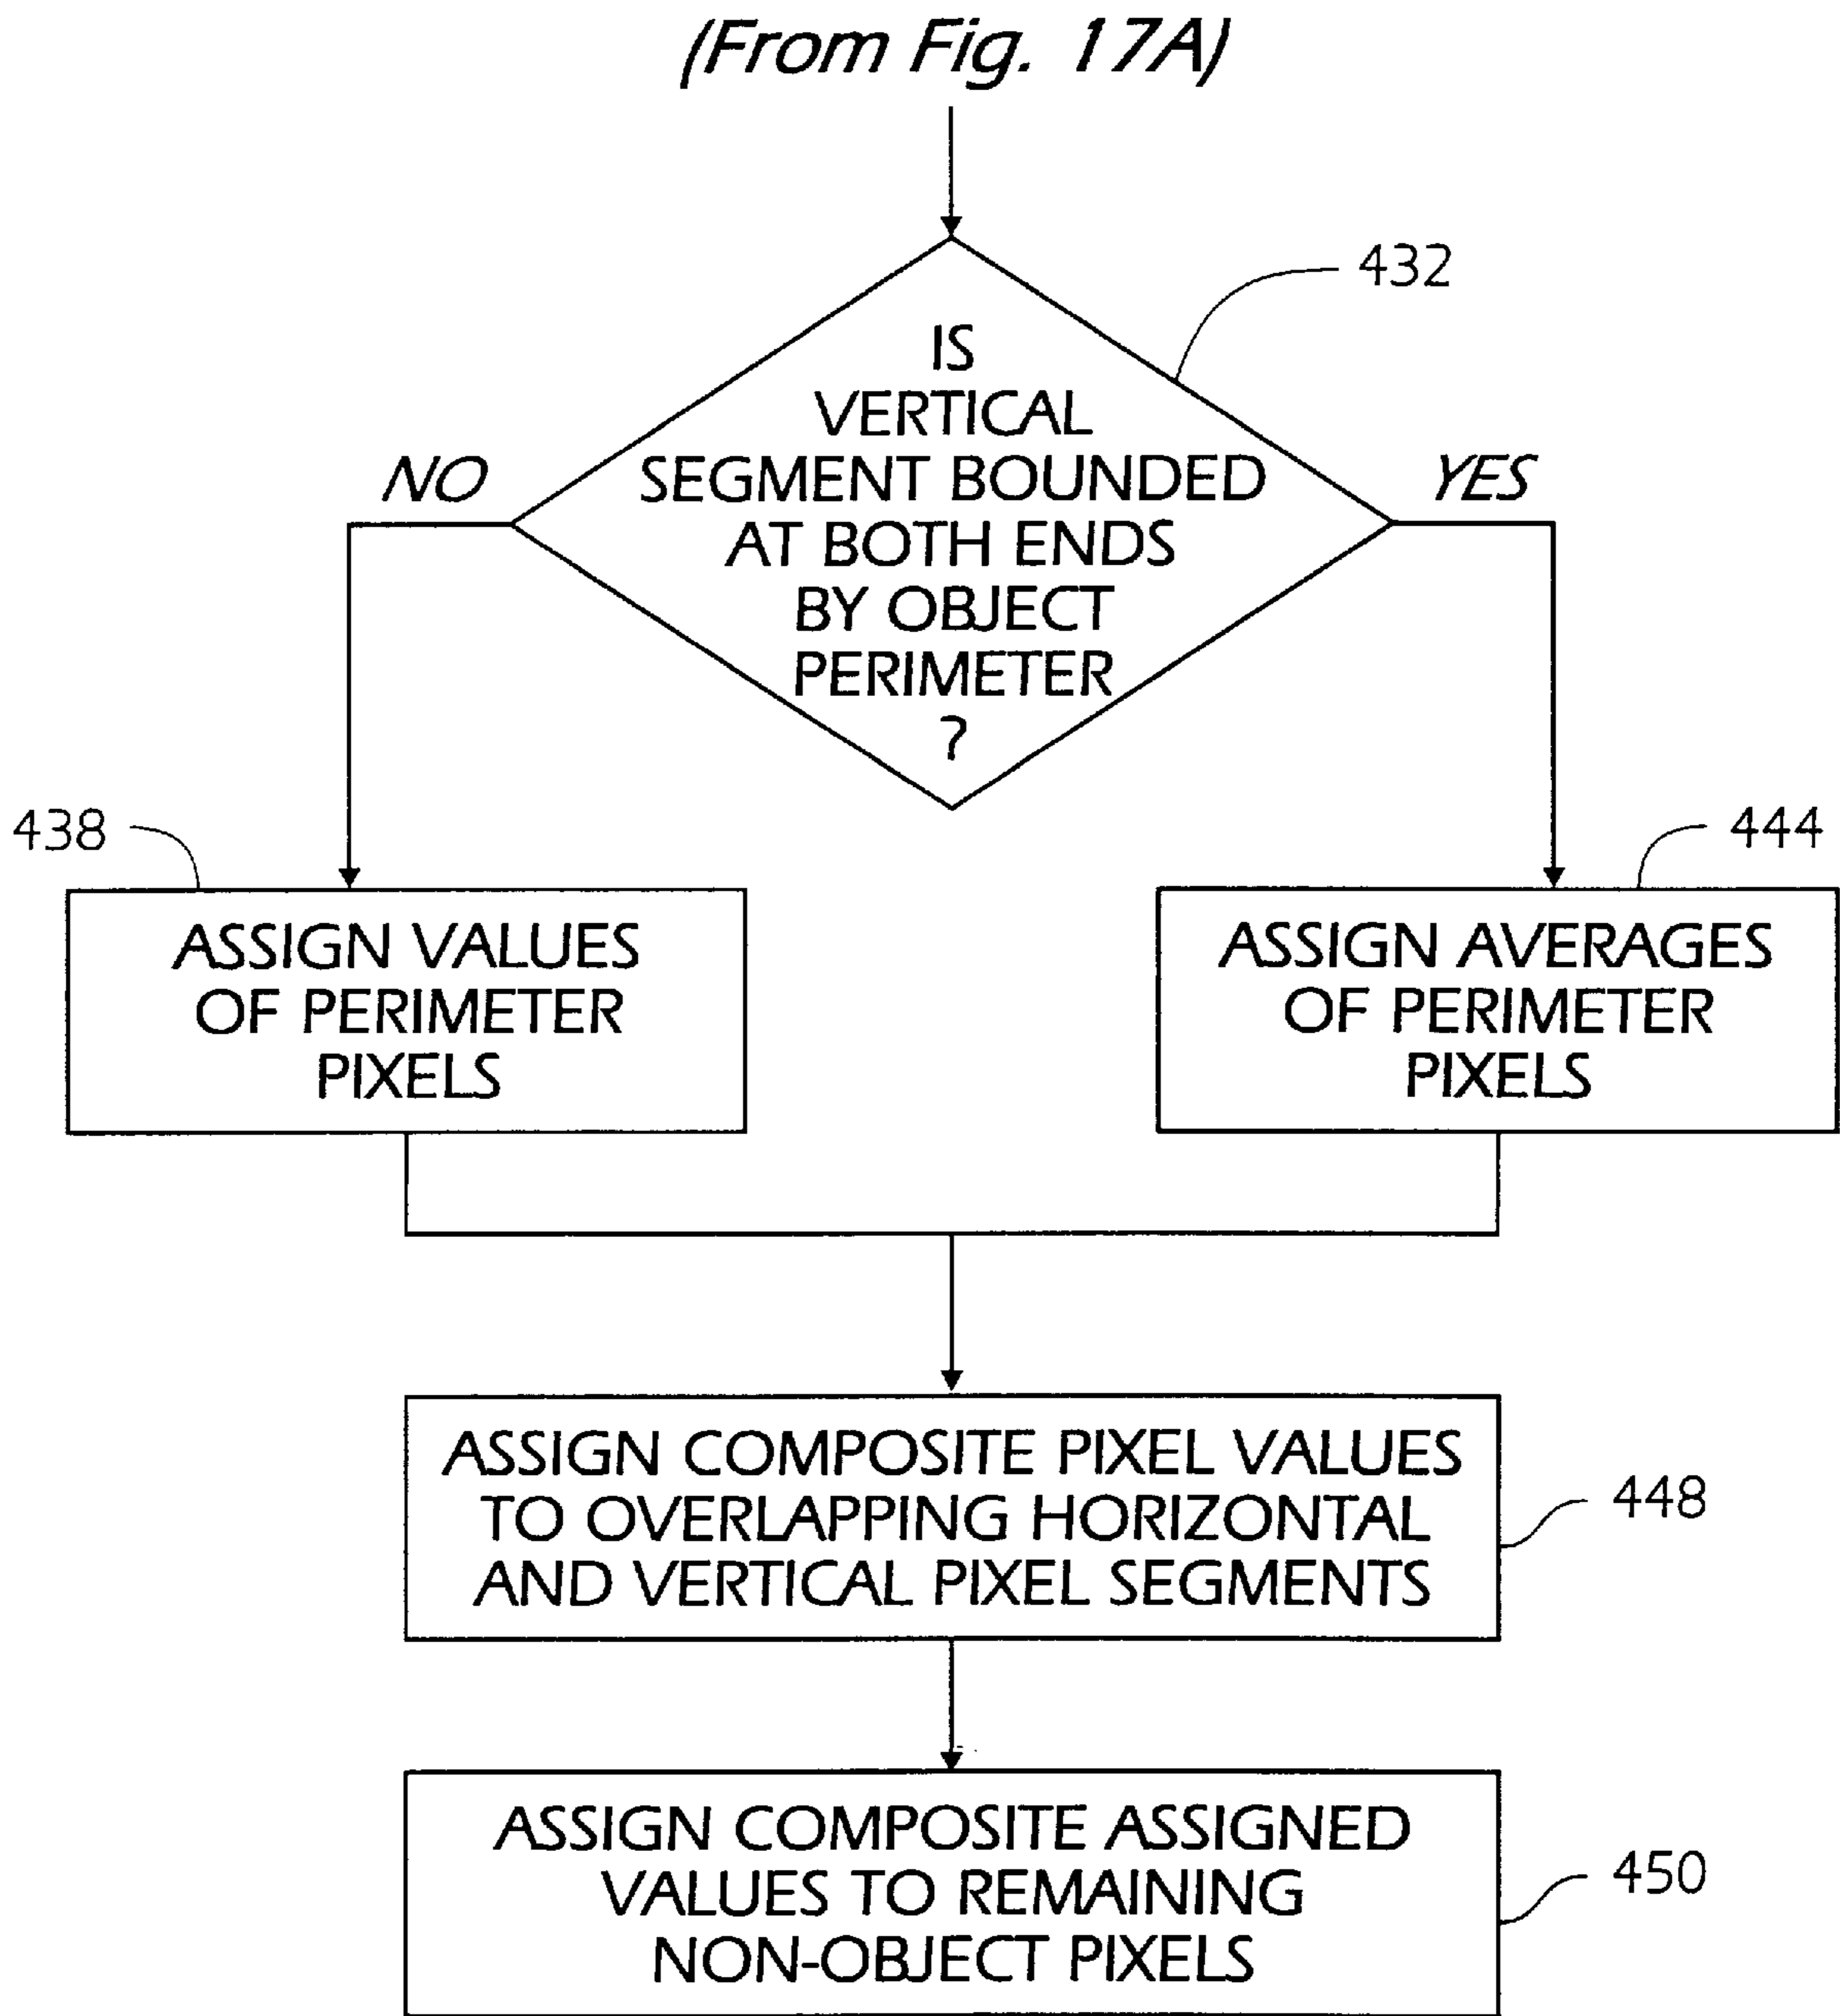 (From Fig. 17A)
432
IS
VERTICAL
SEGMENT BOUNDED
AT BOTH ENDS
BY OBJECT
PERIMETER
?
NO
YES
438
ASSIGN VALUES
OF PERIMETER
PIXELS
444
ASSIGN AVERAGES
OF PERIMETER
PIXELS
ASSIGN COMPOSITE PIXEL VALUES
TO OVERLAPPING HORIZONTAL
AND VERTICAL PIXEL SEGMENTS
448
ASSIGN COMPOSITE ASSIGNED
VALUES TO REMAINING
NON-OBJECT PIXELS
450